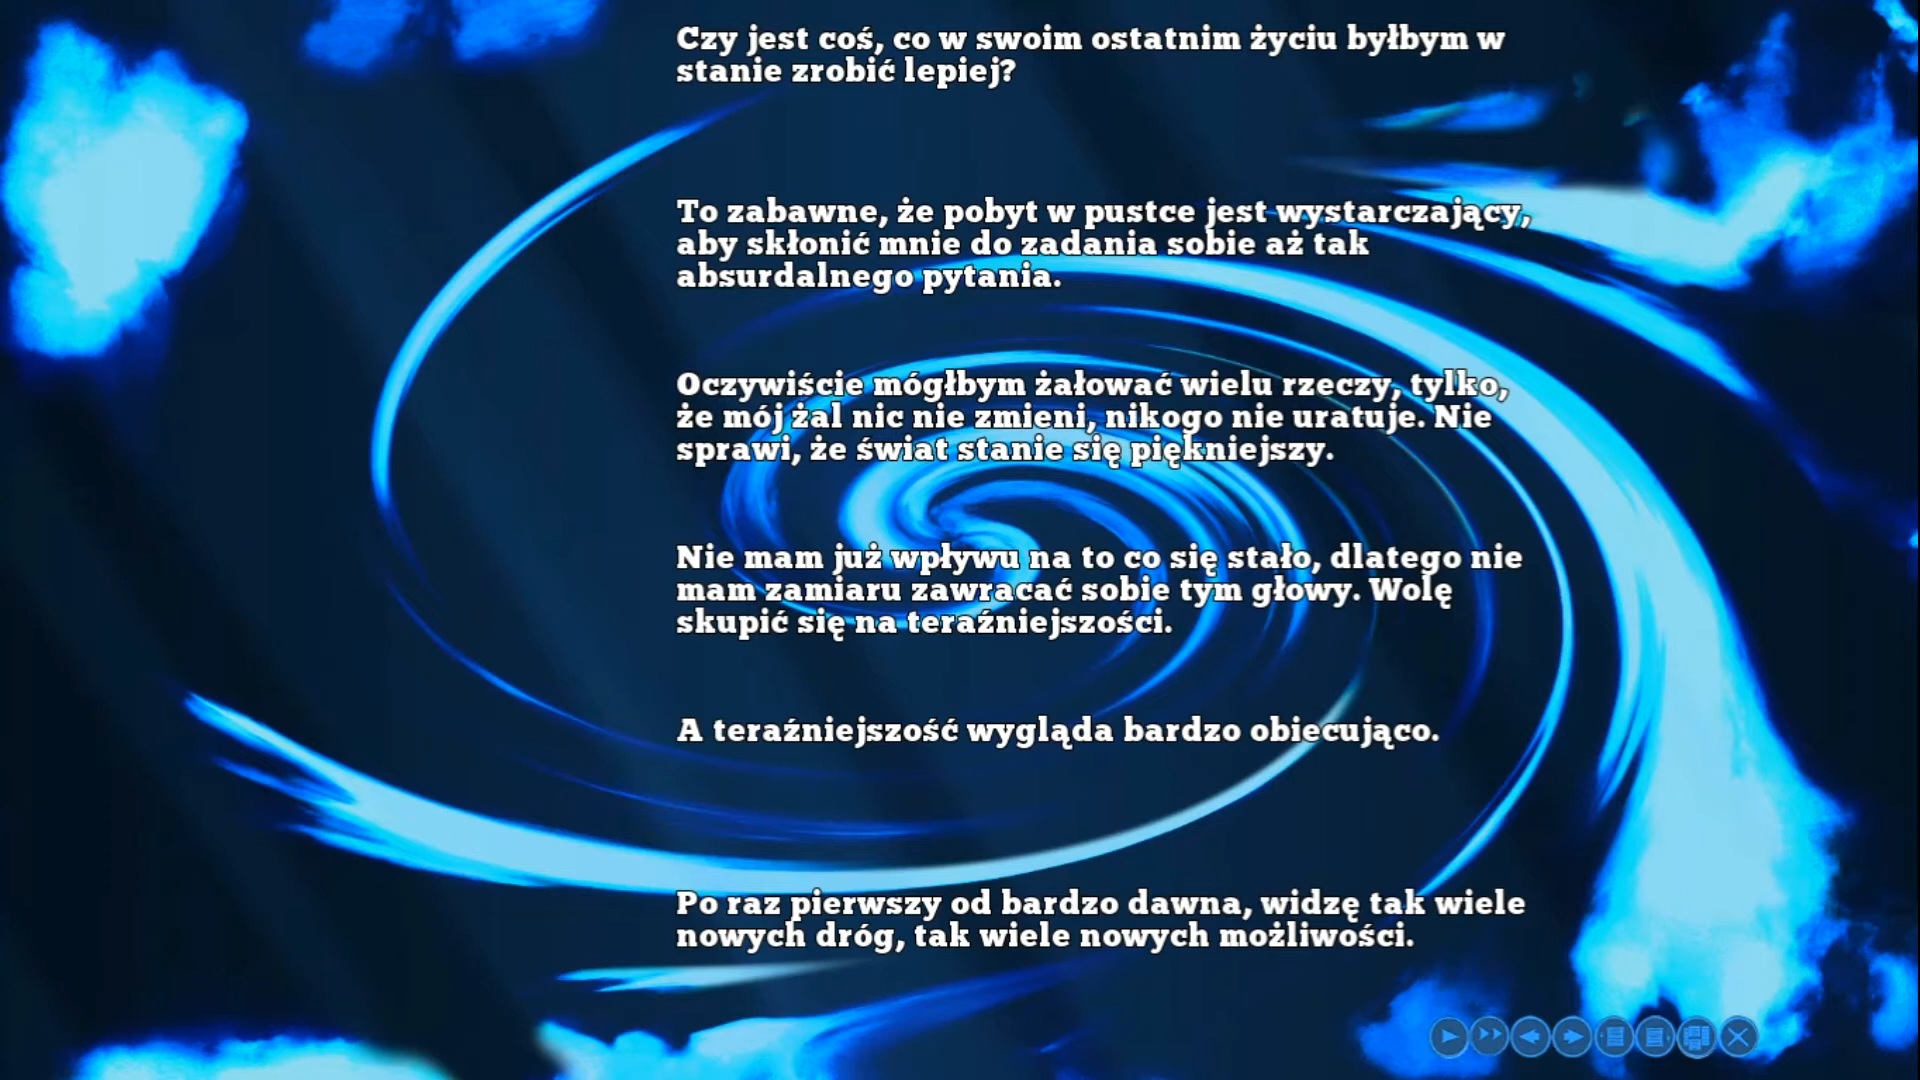 Czy jest coś, co w swoim ostatnim życiu byłbym w
stanie zrobić lepiej?
To zabawne, że pobyt w pustce jest wystarczający,
aby skłonić mnie do zadania sobie aż tak
absurdalnego pytania.
Oczywiście mógłbym żałować wielu rzeczy, tylko,
że mój żal nic nie zmieni, nikogo nie uratuje. Nie
sprawi, że świat stanie się piękniejszy.
Nie mam już wpływu na to co się stało, dlatego nie
mam zamiaru zawracać sobie tym głowy. Wolę
skupić się na teraźniejszości.
A teraźniejszość wygląda bardzo obiecująco.
Po raz pierwszy od bardzo dawna, widzę tak wiele
nowych dróg, tak wiele nowych możliwości.